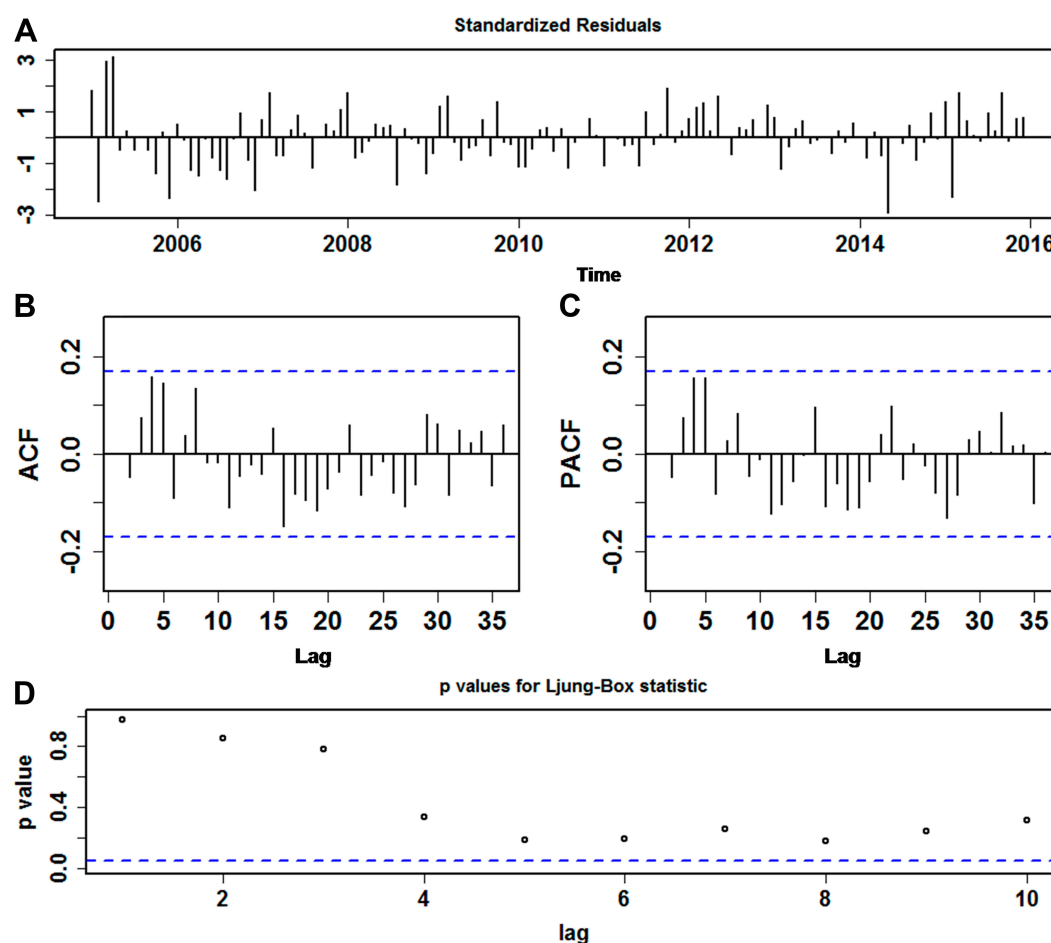 A
Standardized Residuals
3
1
-1
-3
2006 2008 2010 2012 2014 2016
Time
B
ACF
0.2
0.0
-0.2
0 5 10 15 20 25 30 35
Lag
C
PACF
0.2
0.0
-0.2
0 5 10 15 20 25 30 35
Lag
D
p values for Ljung-Box statistic
p value
0.8
0.4
0.0
2 4 6 8 10
lag